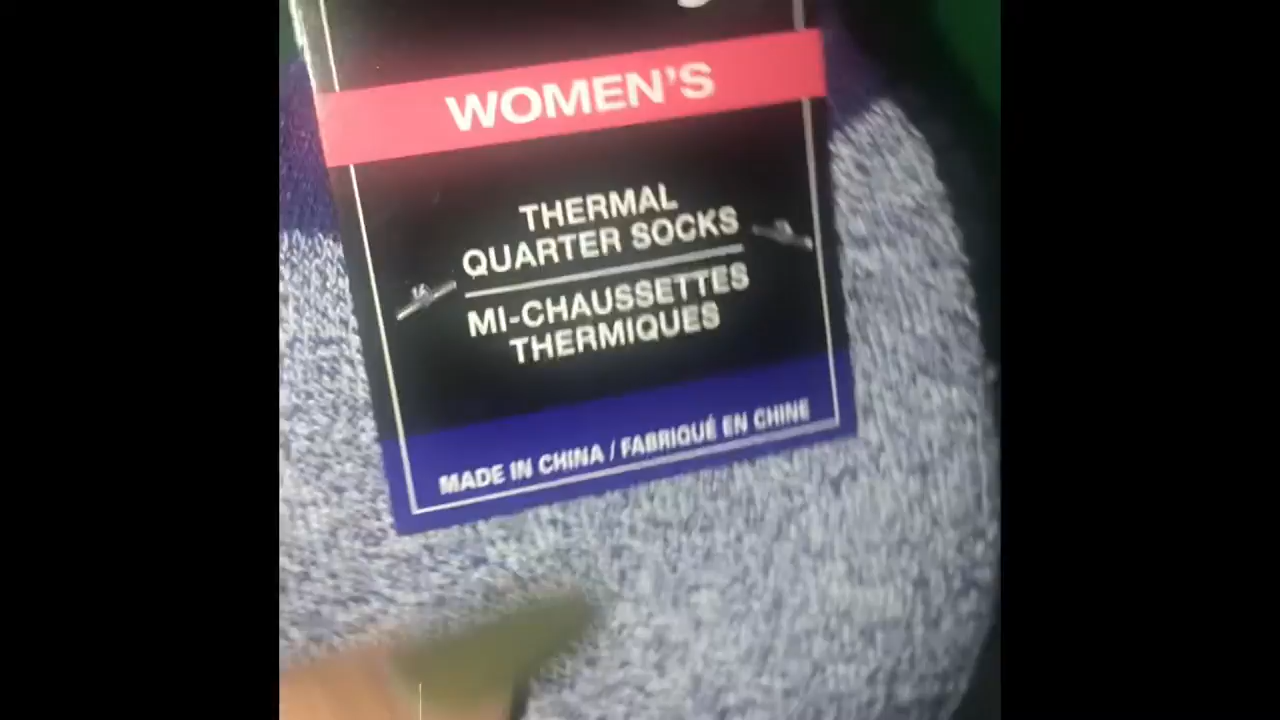 WOMEN'S
THERMAL
QUARTER SOCKS
MI-CHAUSSETTES
THERMIQUES
MADE IN CHINA / FABRIQUÉ EN CHINE